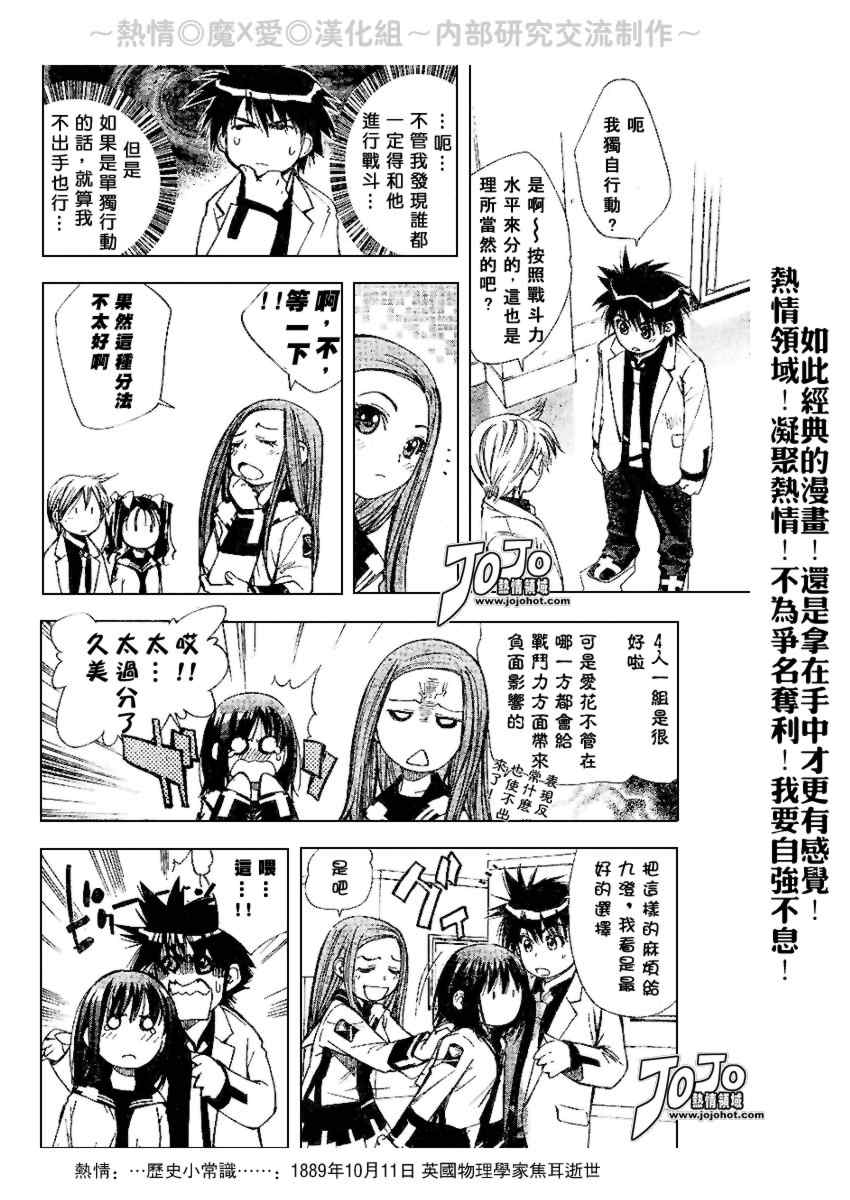 ～熱情◎魔X愛◎漢化組～內部研究交流制作～
呃
我獨自行動？
是啊～按照戰斗力
水平來分的，這也是
理所當然的吧？
…呃…
不管我發現誰都
一定得和他
進行戰斗…
但是
如果是單獨行動
的話，就算我
不出手也行…
啊，不，
等一下
！！
果然這種分法
不太好啊
4人一組是很
好啦
可是愛花不管在
哪一方都會給
戰鬥力方面帶來
負面影響的
表現反
常什麼
也使不出
來了！
哎！！
太…
太過分了
久美
把這樣的麻煩給
九澄，我看是最
好的選擇
是吧
喂…
這…！！
如此經典的漫畫！還是拿在手中才更有感覺！
熱情領域！凝聚熱情！不為爭名奪利！我要自強不息！
JOJO
熱情領域
www.jojohot.com
JOJO
熱情領域
www.jojohot.com
熱情：…歷史小常識……：1889年10月11日 英國物理學家焦耳逝世